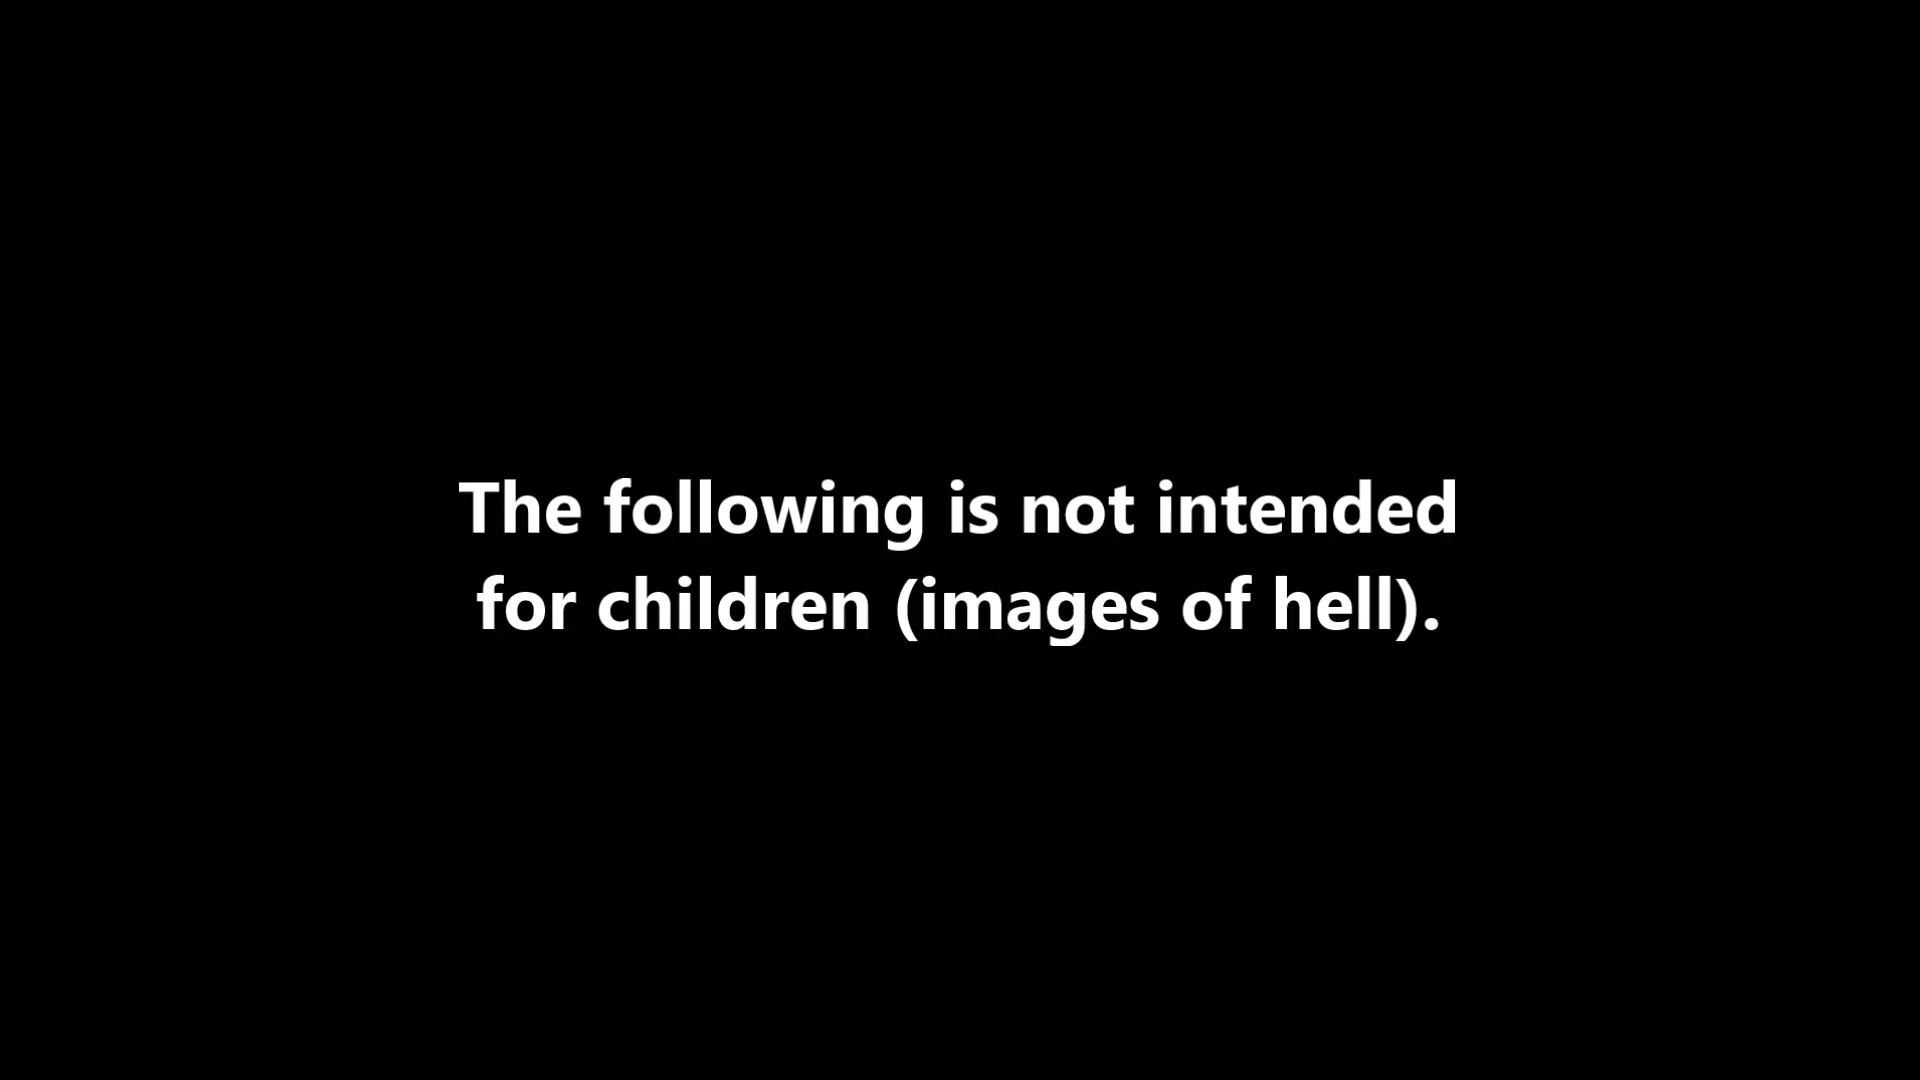 The following is not intended
for children (images of hell).